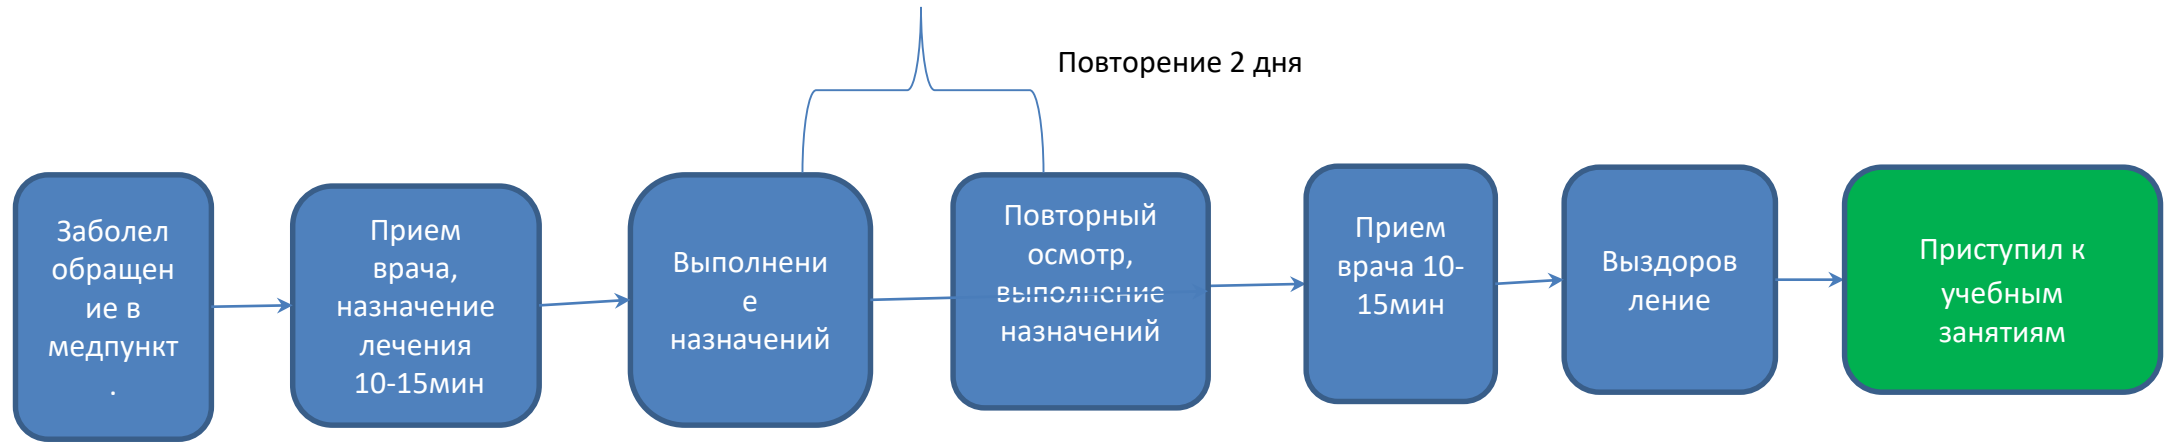 Повторение 2 дня
Заболел
обращен
ие в
медпункт
.
Прием
врача,
назначение
лечения
10-15мин
Выполнени
е
назначений
Повторный
осмотр,
выполнение
назначений
Прием
врача 10-
15мин
Выздоров
ление
Приступил к
учебным
занятиям